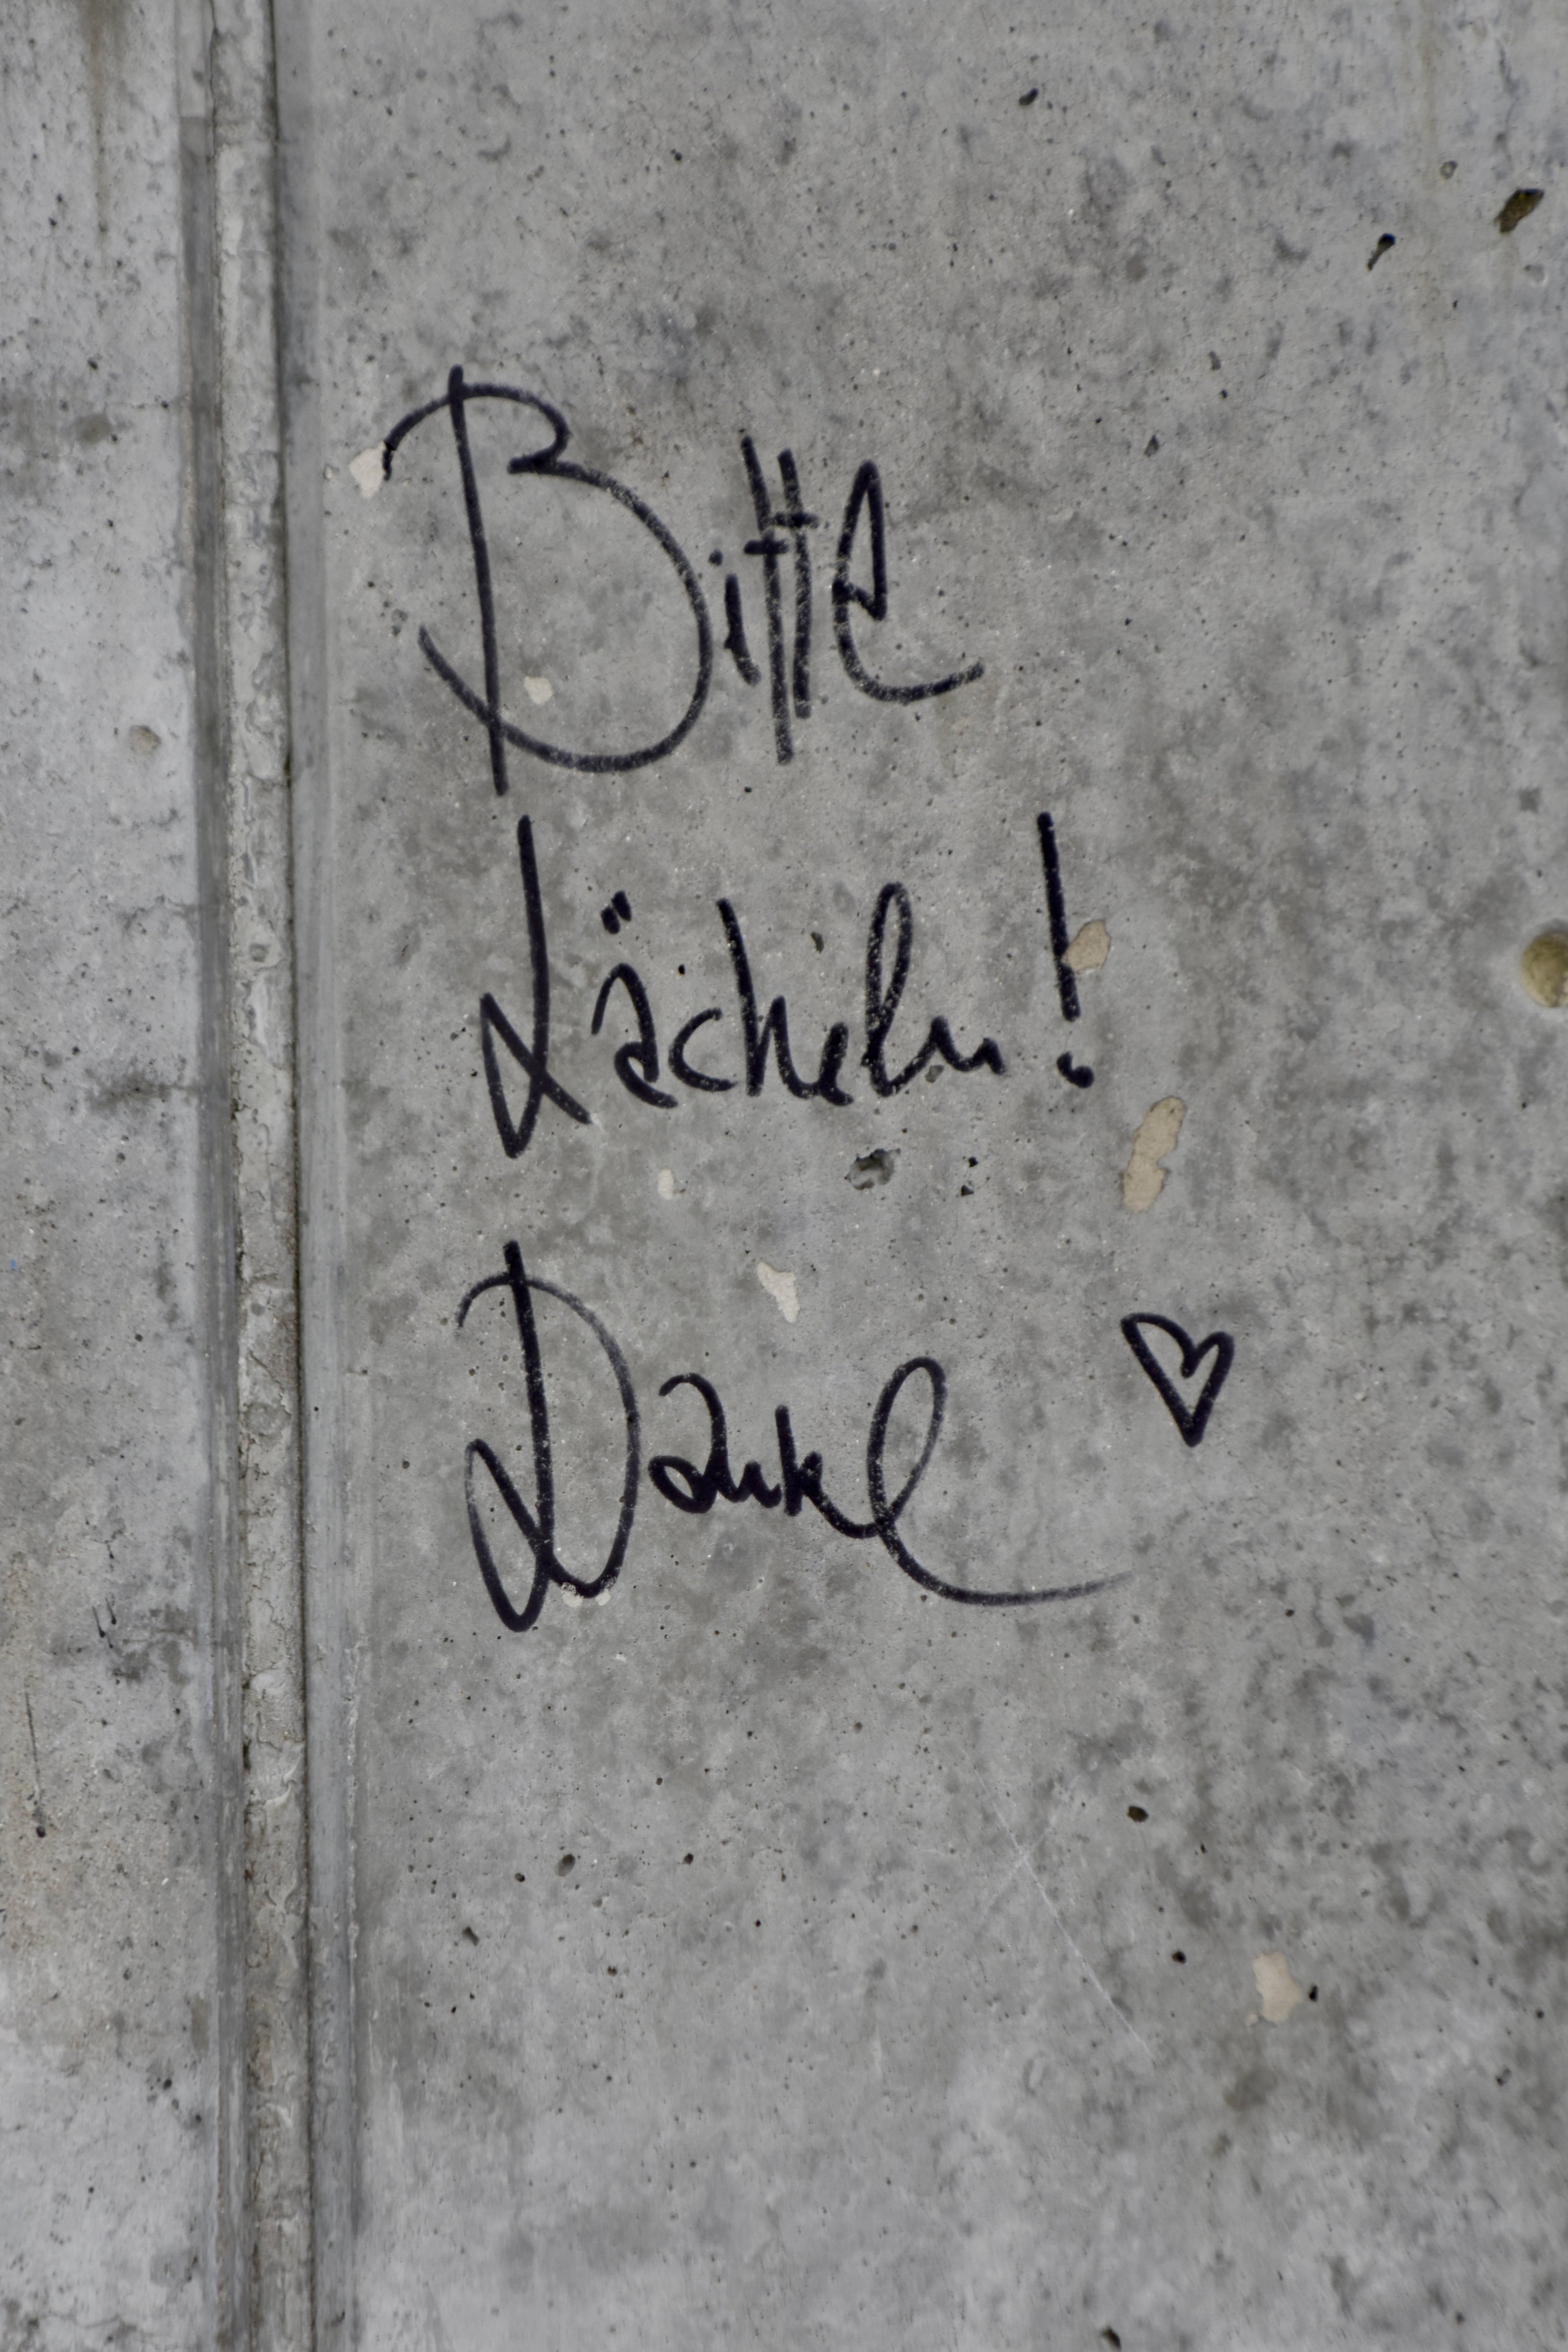 Bitte
Lächeln!
Danke ♡